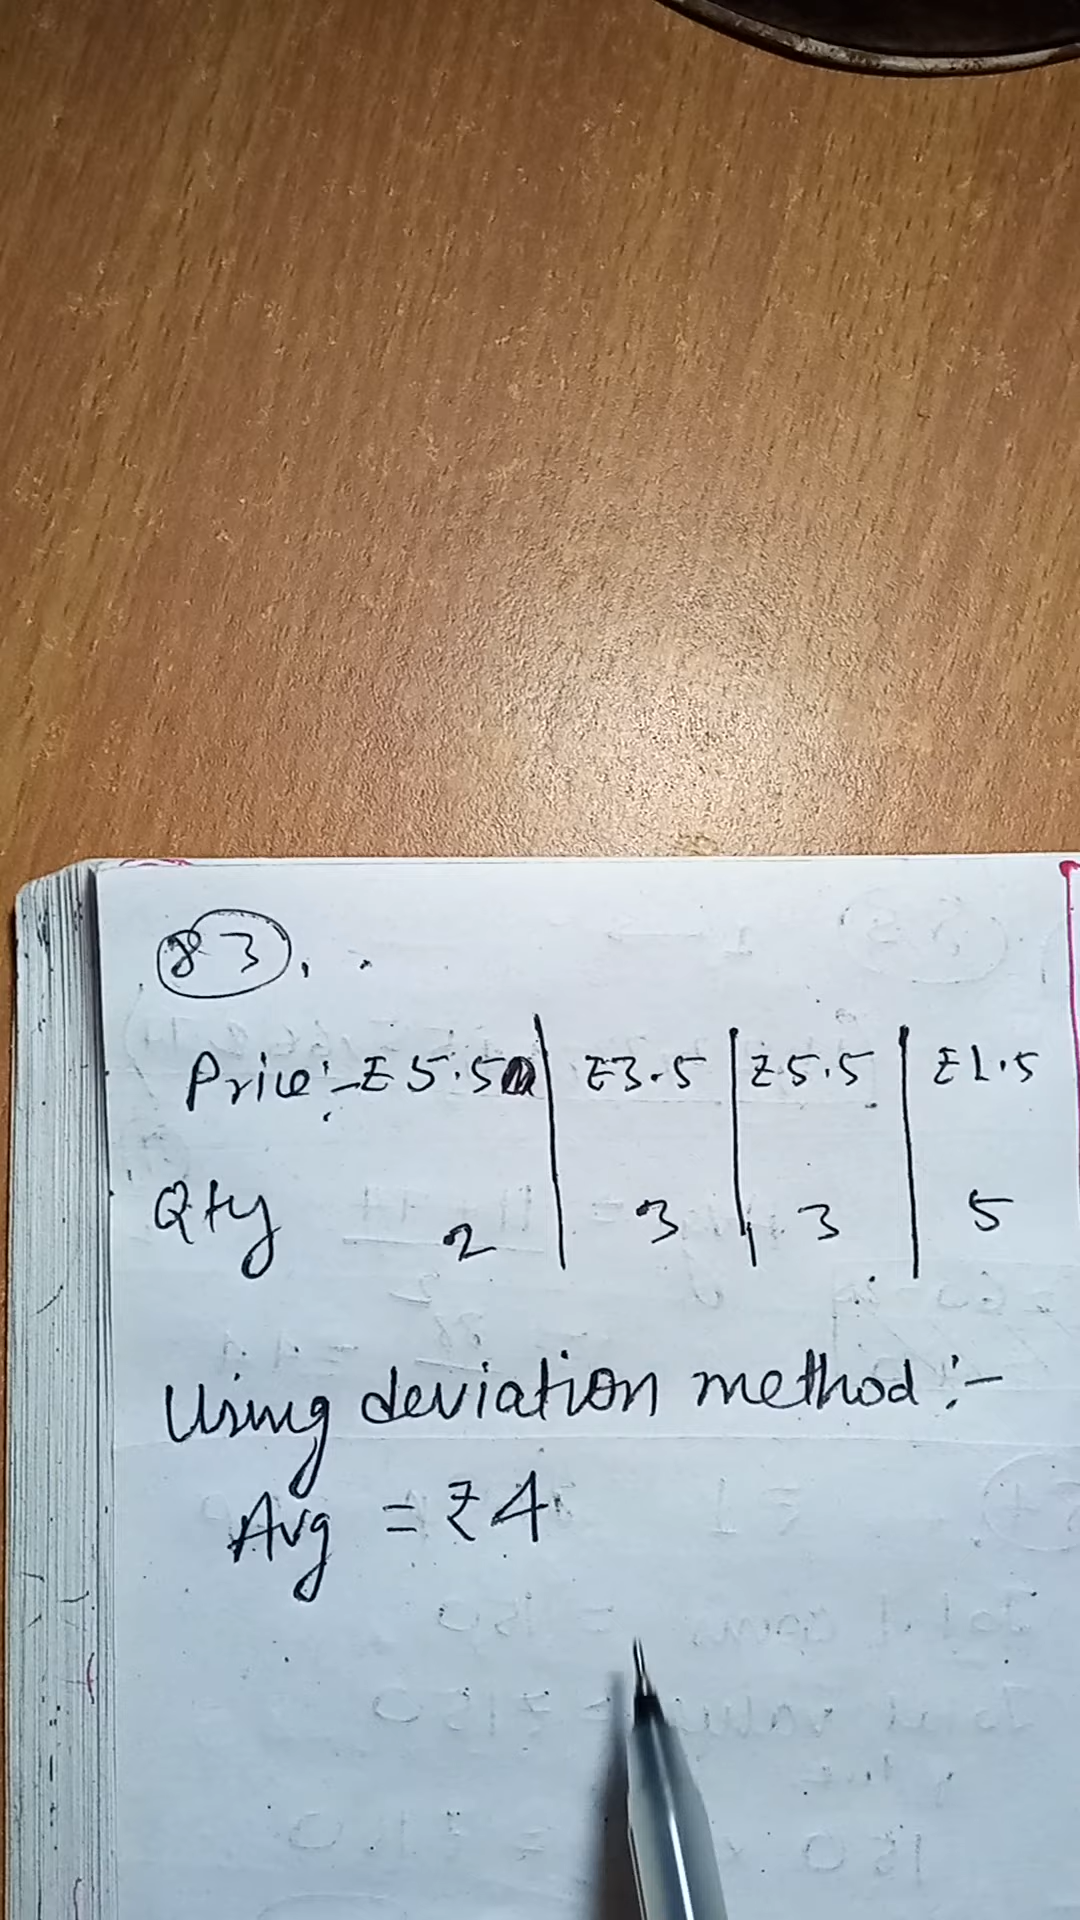 83.
Price:- ₹5.5 | ₹3.5 | ₹5.5 | ₹1.5
Qty 2 | 3 | 3 | 5
Using deviation method :-
Avg = ₹4